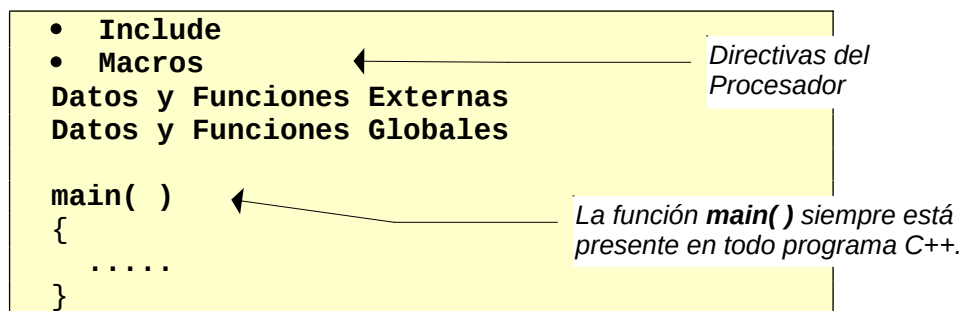 • Include
• Macros
Directivas del
Procesador
Datos y Funciones Externas
Datos y Funciones Globales
main( )
{
La función main( ) siempre está
presente en todo programa C++.
.....
}